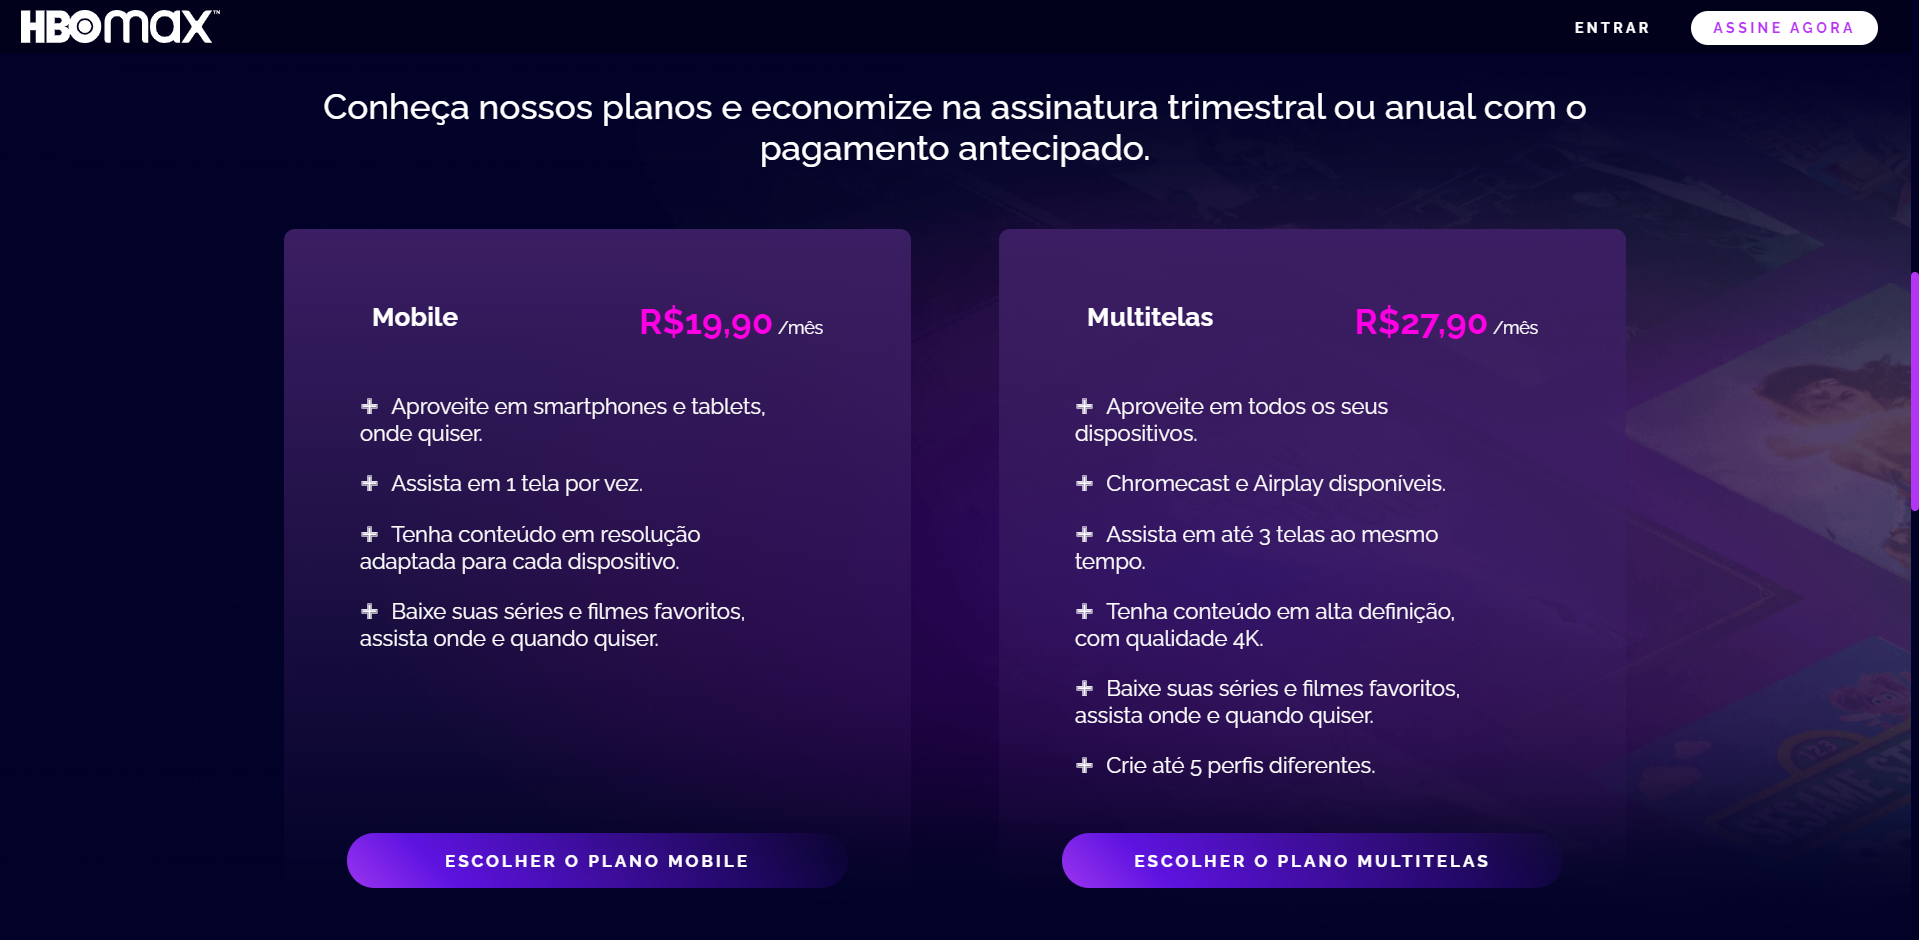 HBOMAX™
ENTRAR
ASSINE AGORA
Conheça nossos planos e economize na assinatura trimestral ou anual com o
pagamento antecipado.
Mobile
R$19,90 /mês
Aproveite em smartphones e tablets,
onde quiser.
Assista em 1 tela por vez.
Tenha conteúdo em resolução
adaptada para cada dispositivo.
Baixe suas séries e filmes favoritos,
assista onde e quando quiser.
ESCOLHER O PLANO MOBILE
Multitelas
R$27,90 /mês
Aproveite em todos os seus
dispositivos.
Chromecast e Airplay disponíveis.
Assista em até 3 telas ao mesmo
tempo.
Tenha conteúdo em alta definição,
com qualidade 4K.
Baixe suas séries e filmes favoritos,
assista onde e quando quiser.
Crie até 5 perfis diferentes.
ESCOLHER O PLANO MULTITELAS
123
SESAME